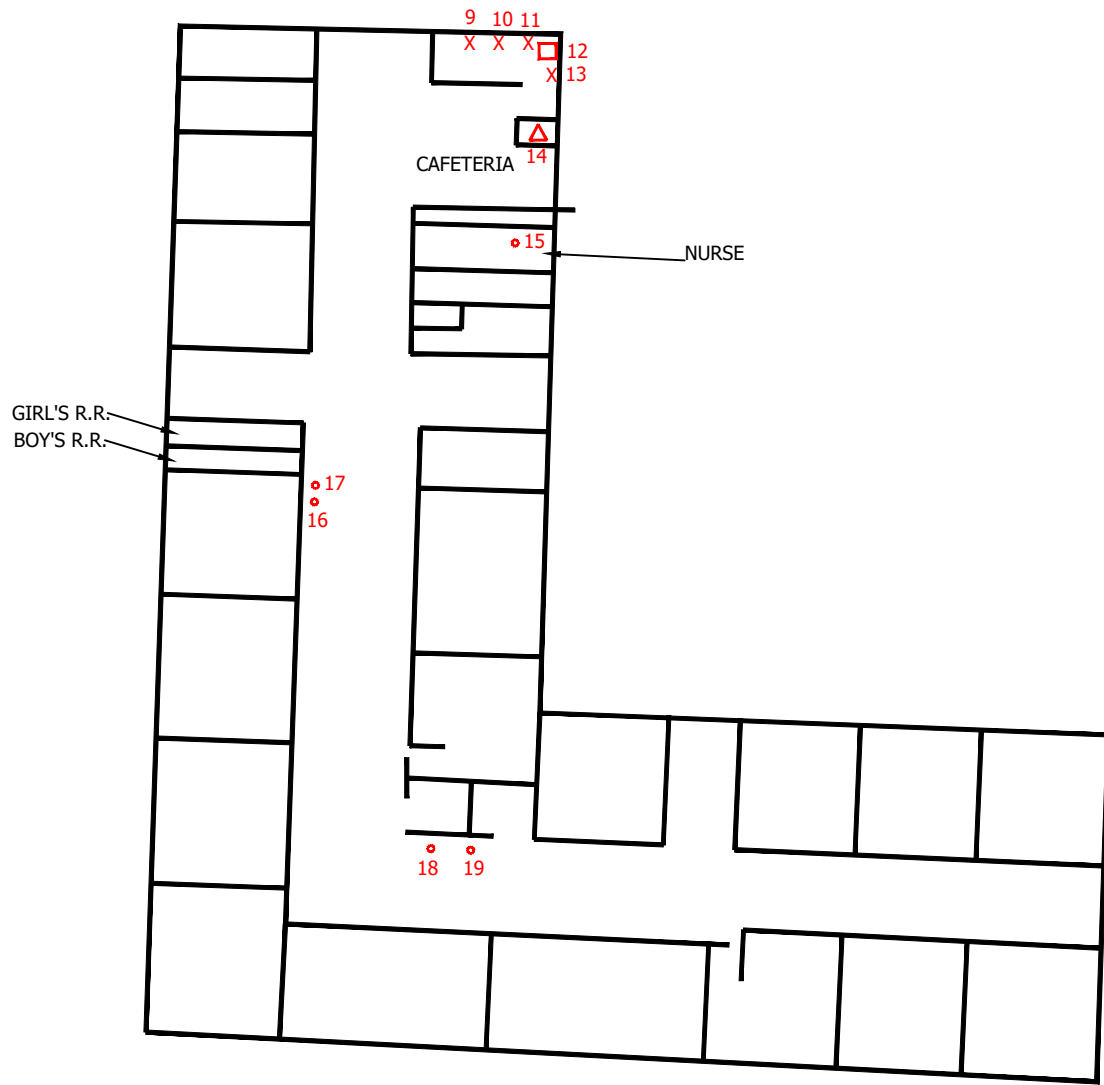 9 10 11
X X X
12
X 13
14
CAFETERIA
15
NURSE
GIRL'S R.R.
BOY'S R.R.
17
16
18 19